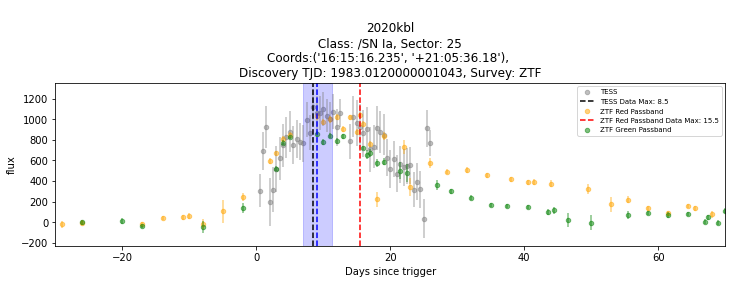 2020kbl
Class: /SN Ia, Sector: 25
Coords:('16:15:16.235', '+21:05:36.18'),
Discovery TJD: 1983.0120000001043, Survey: ZTF
TESS
TESS Data Max: 8.5
ZTF Red Passband
ZTF Red Passband Data Max: 15.5
ZTF Green Passband
flux
1200
1000
800
600
400
200
0
−200
−20
0
20
40
60
Days since trigger